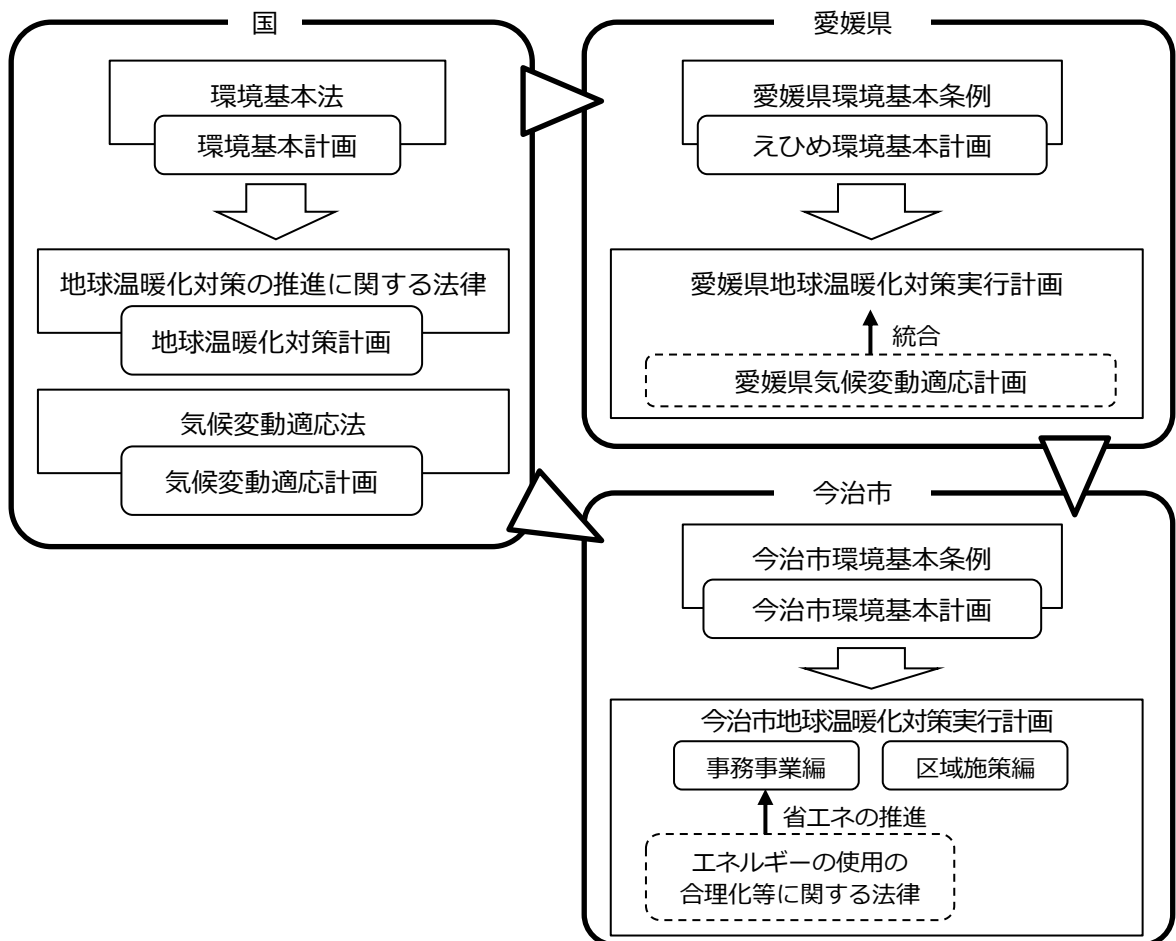 国
環境基本法
環境基本計画
地球温暖化対策の推進に関する法律
地球温暖化対策計画
気候変動適応法
気候変動適応計画
愛媛県
愛媛県環境基本条例
えひめ環境基本計画
愛媛県地球温暖化対策実行計画
統合
愛媛県気候変動適応計画
今治市
今治市環境基本条例
今治市環境基本計画
今治市地球温暖化対策実行計画
事務事業編
区域施策編
省エネの推進
エネルギーの使用の
合理化等に関する法律